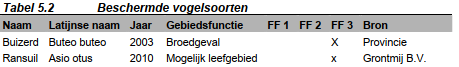 Tabel 5.2 Beschermde vogelsoorten
Naam Latijnse naam Jaar Gebiedsfunctie FF 1 FF 2 FF 3 Bron
Buizerd Buteo buteo 2003 Broedgeval X Provincie
Ransuil Asio otus 2010 Mogelijk leefgebied x Grontmij B.V.